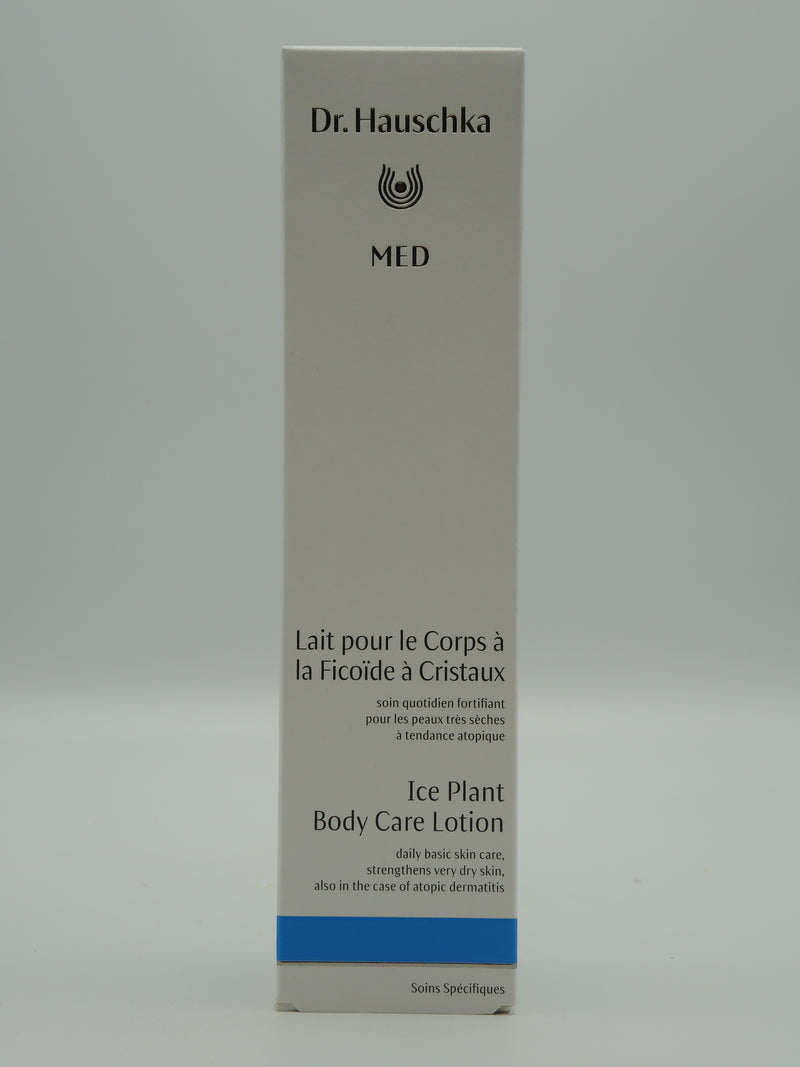 Dr. Hauschka
MED
Lait pour le Corps à
la Ficoïde à Cristaux
soin quotidien fortifiant
pour les peaux très sèches
à tendance atopique
Ice Plant
Body Care Lotion
daily basic skin care,
strengthens very dry skin,
also in the case of atopic dermatitis
Soins Spécifiques